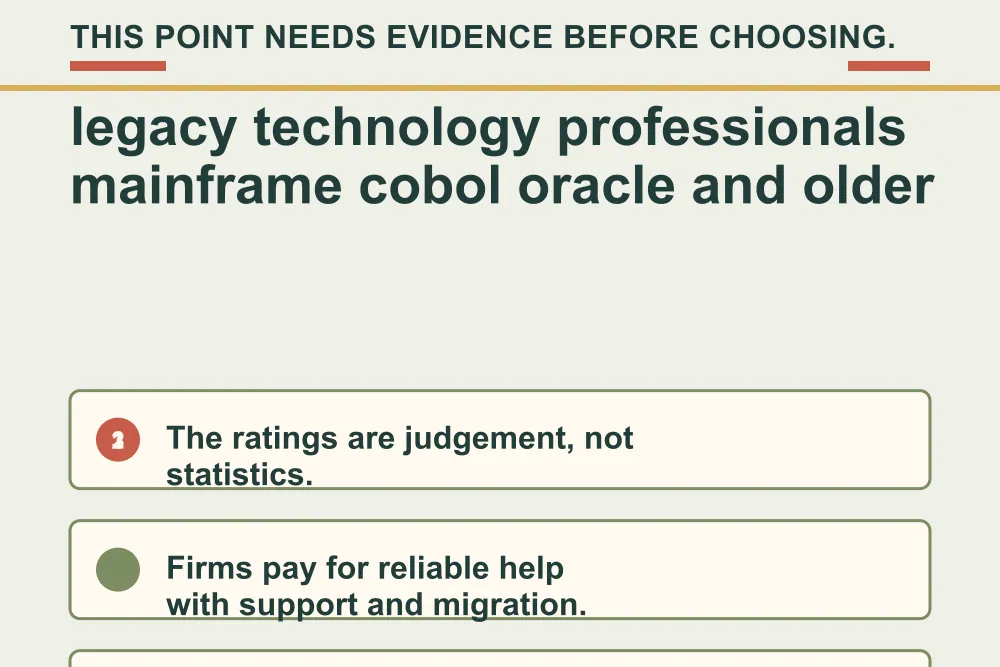 THIS POINT NEEDS EVIDENCE BEFORE CHOOSING.
legacy technology professionals
mainframe cobol oracle and older
The ratings are judgement, not
statistics.
Firms pay for reliable help
with support and migration.